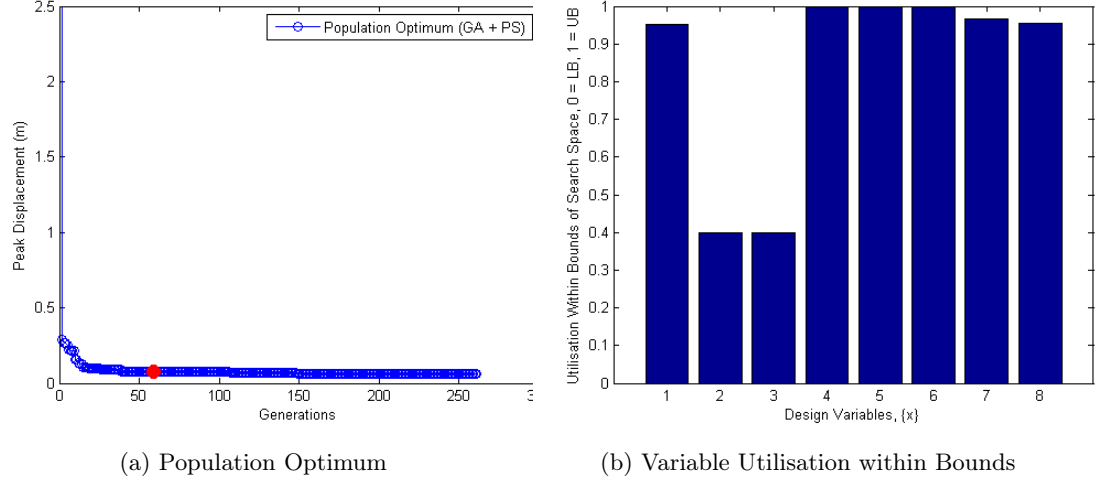 2.5
2
1.5
1
0.5
0
Peak Displacement (m)
Population Optimum (GA + PS)
0 50 100 150 200 250 3
Generations
1
0.9
0.8
0.7
0.6
0.5
0.4
0.3
0.2
0.1
0
Utilisation Within Bounds of Search Space, 0 = LB, 1 = UB
1 2 3 4 5 6 7 8
Design Variables, {x}
(a) Population Optimum
(b) Variable Utilisation within Bounds